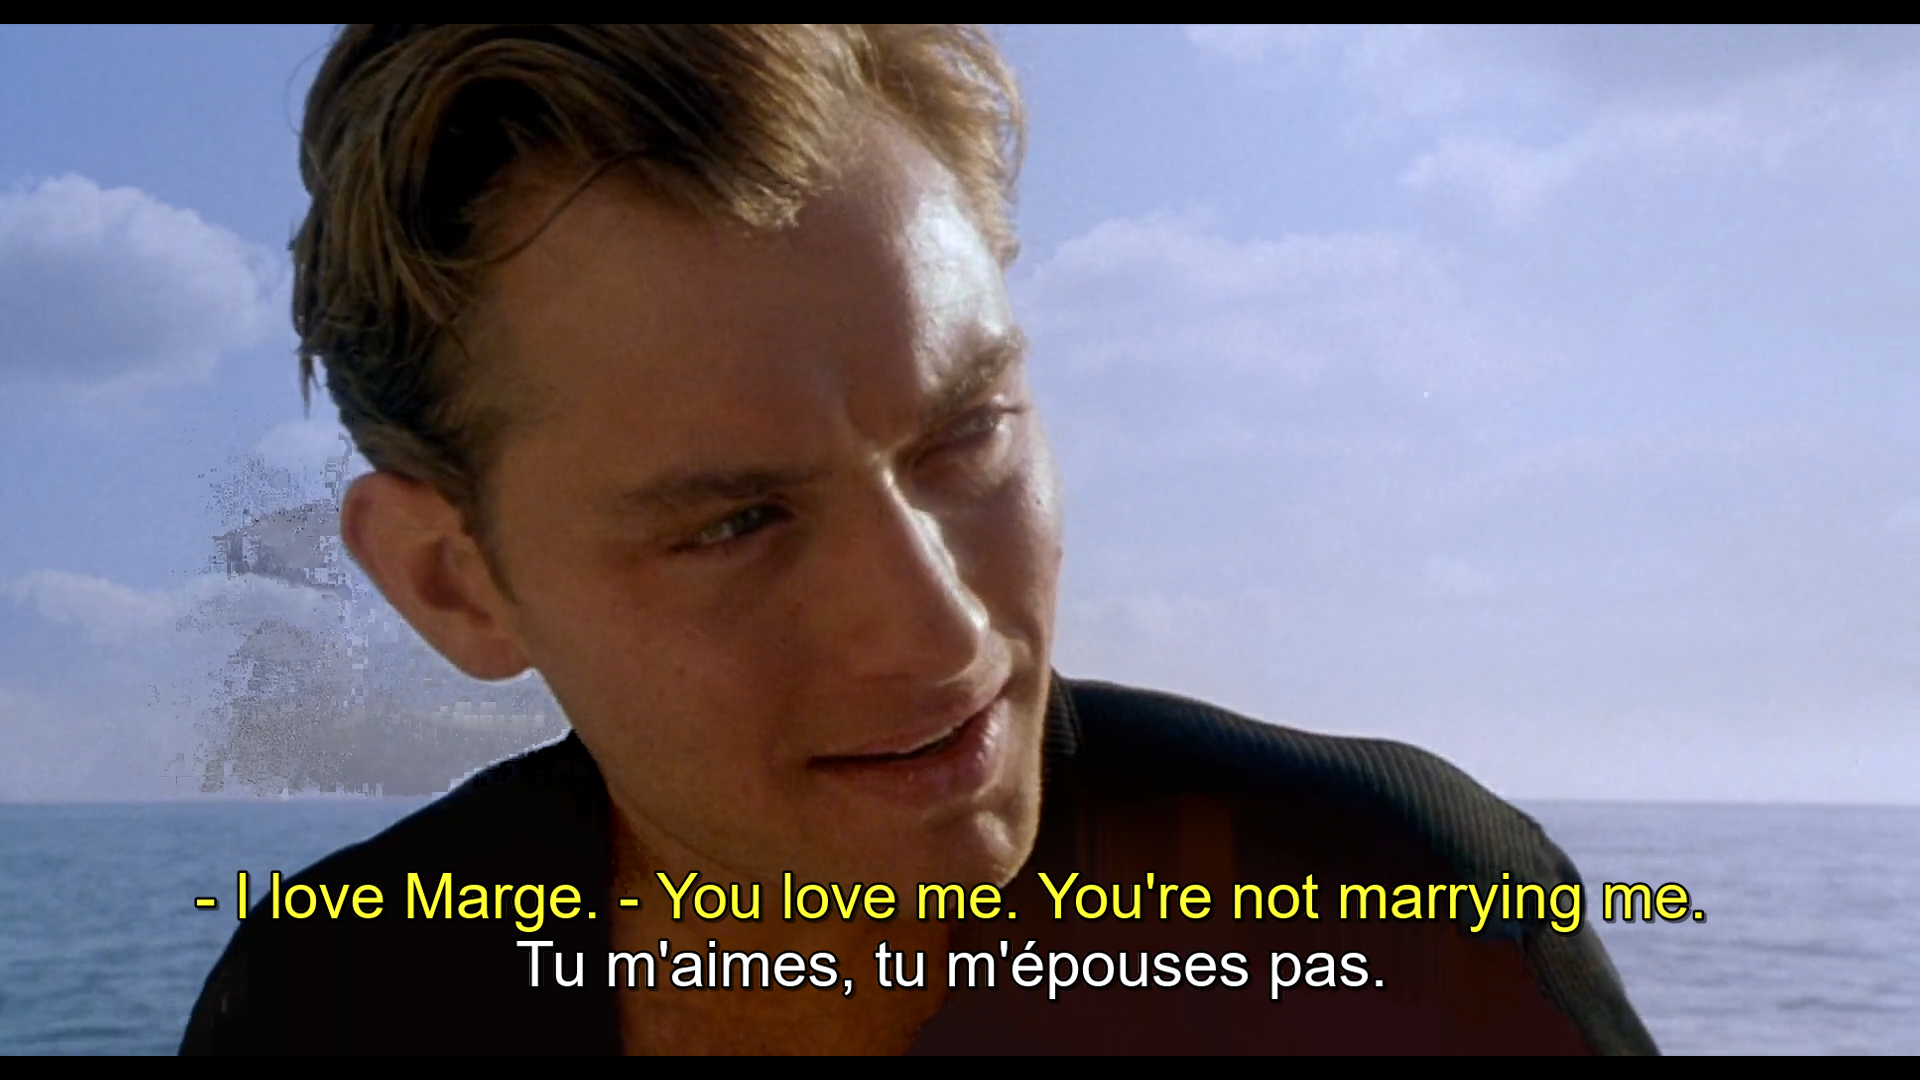 - I love Marge. - You love me. You're not marrying me.
Tu m'aimes, tu m'épouses pas.